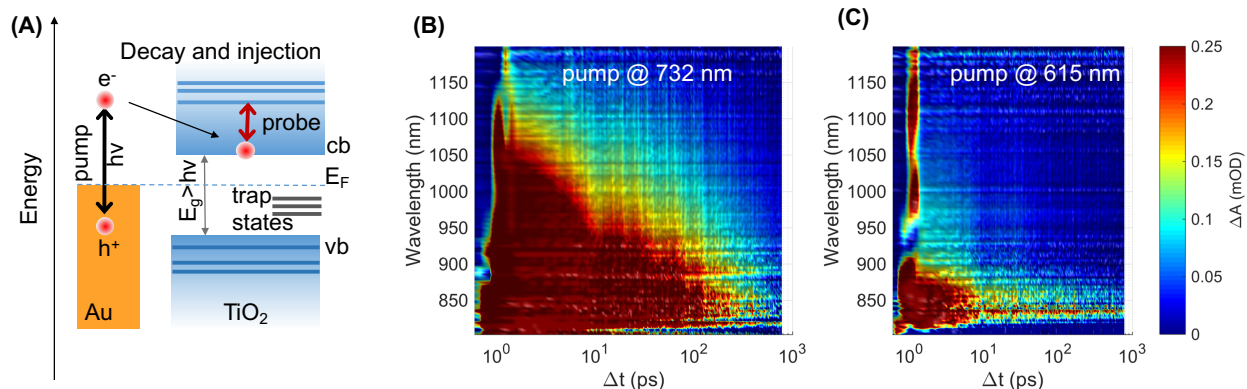 (A)
Energy
Decay and injection
e⁻
pump
hν
h⁺
Au
probe
cb
E_F
E_g>hν
trap
states
vb
TiO₂
(B)
pump @ 732 nm
Wavelength (nm)
1150
1100
1050
1000
950
900
850
10⁰
10¹
10²
10³
Δt (ps)
(C)
pump @ 615 nm
Wavelength (nm)
1150
1100
1050
1000
950
900
850
10⁰
10¹
10²
10³
Δt (ps)
0.25
0.2
0.15
0.1
0.05
0
ΔA (mOD)